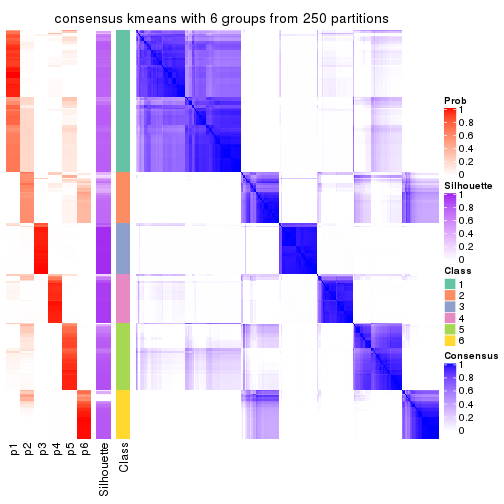 consensus kmeans with 6 groups from 250 partitions
Prob
1
0.8
0.6
0.4
0.2
0
Silhouette
1
0.8
0.6
0.4
0.2
0
Class
1
2
3
4
5
6
Consensus
1
0.8
0.6
0.4
0.2
0
p1
p2
p3
p4
p5
p6
Silhouette
Class